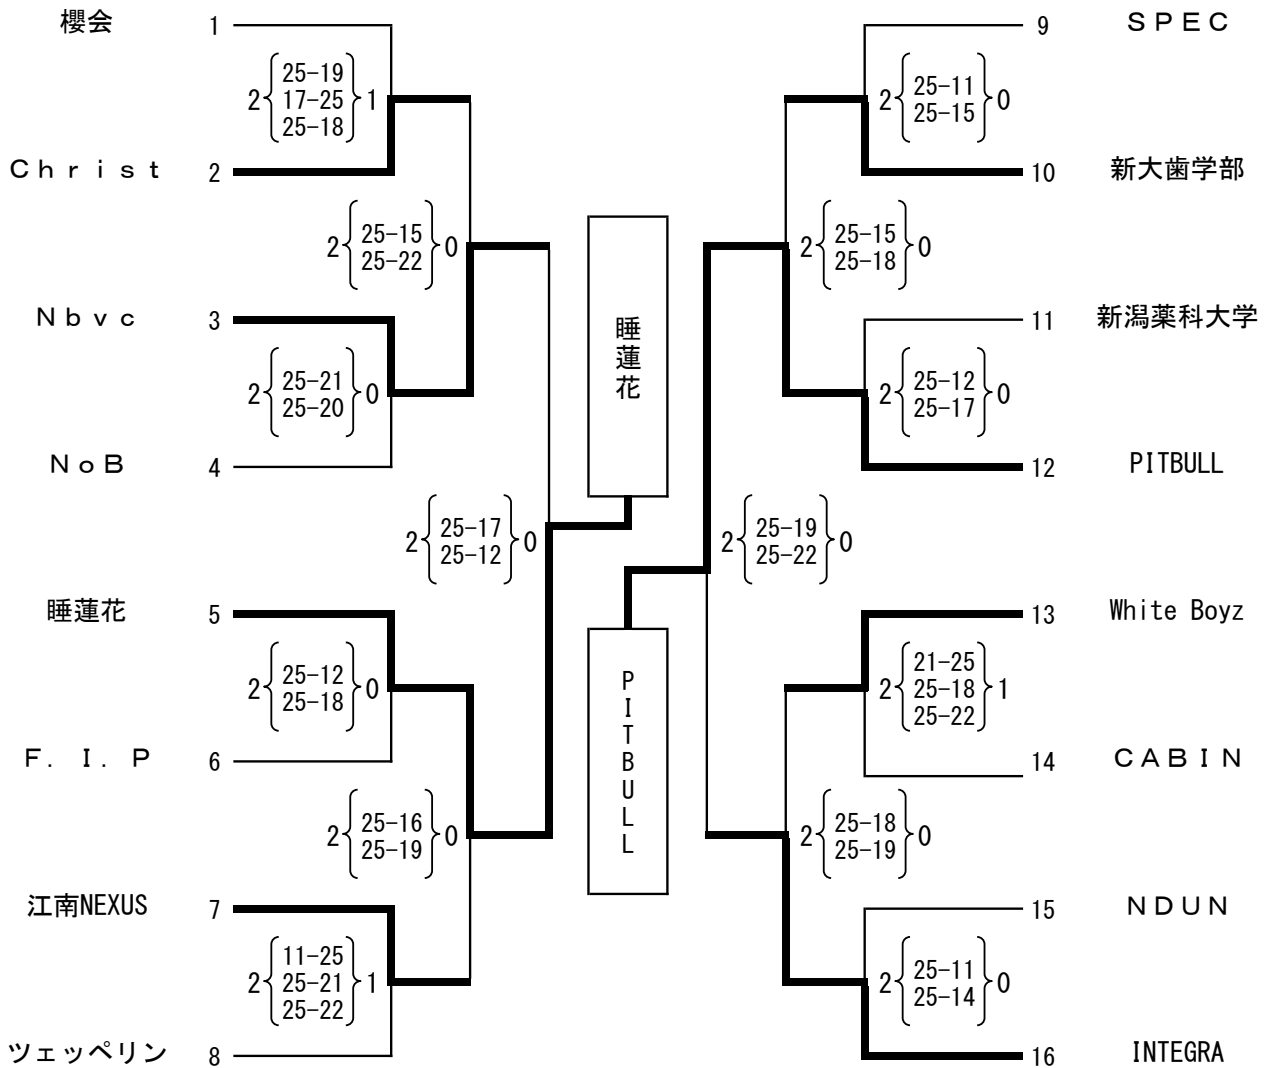 櫻会 1
2 25-19 1
17-25
25-18
Ｃｈｒｉｓｔ 2
2 25-15 0
25-22
Ｎｂｖｃ 3
2 25-21 0
25-20
ＮｏＢ 4
2 25-17 0
25-12
睡蓮花 5
2 25-12 0
25-18
Ｆ．Ｉ．Ｐ 6
2 25-16 0
25-19
江南NEXUS 7
2 11-25 1
25-21
25-22
ツェッペリン 8
睡蓮花
PITBULL
9 ＳＰＥＣ
2 25-11 0
25-15
10 新大歯学部
2 25-15 0
25-18
11 新潟薬科大学
2 25-12 0
25-17
12 PITBULL
2 25-19 0
25-22
13 White Boyz
2 21-25 1
25-18
25-22
14 ＣＡＢＩＮ
2 25-18 0
25-19
15 ＮＤＵＮ
2 25-11 0
25-14
16 INTEGRA